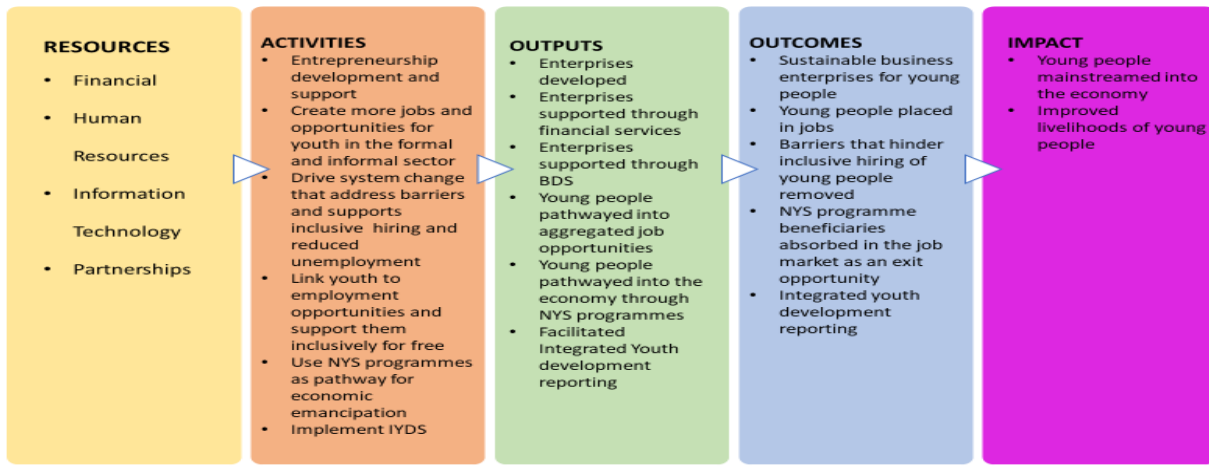 RESOURCES
• Financial
• Human
Resources
• Information
Technology
• Partnerships
ACTIVITIES
• Entrepreneurship
development and
support
• Create more jobs and
opportunities for
youth in the formal
and informal sector
• Drive system change
that address barriers
and supports
inclusive hiring and
reduced
unemployment
• Link youth to
employment
opportunities and
support them
inclusively for free
• Use NYS programmes
as pathway for
economic
emancipation
• Implement IYDS
OUTPUTS
• Enterprises
developed
• Enterprises
supported through
financial services
• Enterprises
supported through
BDS
• Young people
pathwayed into
aggregated job
opportunities
• Young people
pathwayed into the
economy through
NYS programmes
• Facilitated
Integrated Youth
development
reporting
OUTCOMES
• Sustainable business
enterprises for young
people
• Young people placed
in jobs
• Barriers that hinder
inclusive hiring of
young people
removed
• NYS programme
beneficiaries
absorbed in the job
market as an exit
opportunity
• Integrated youth
development
reporting
IMPACT
• Young people
mainstreamed into
the economy
• Improved
livelihoods of young
people